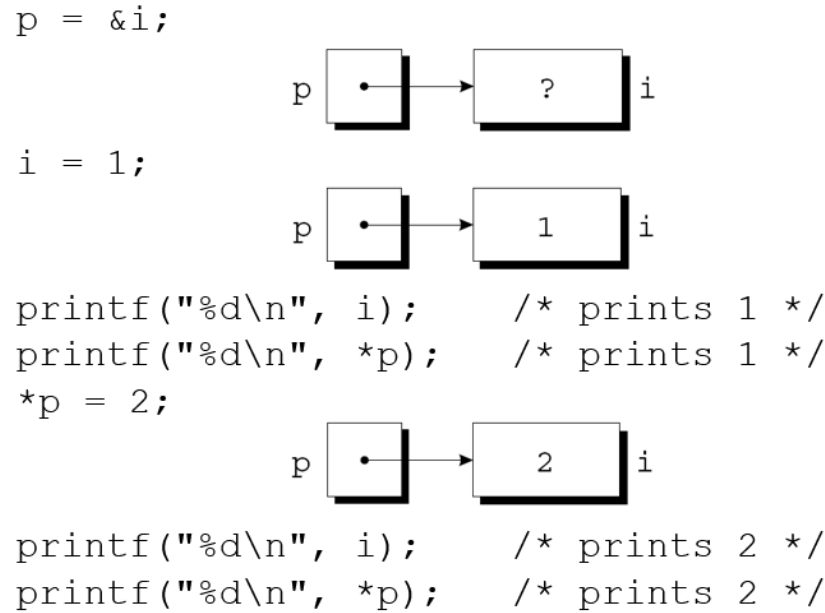 p = &i;
p ? i
i = 1;
p 1 i
printf("%d\n", i);    /* prints 1 */
printf("%d\n", *p);   /* prints 1 */
*p = 2;
p 2 i
printf("%d\n", i);    /* prints 2 */
printf("%d\n", *p);   /* prints 2 */